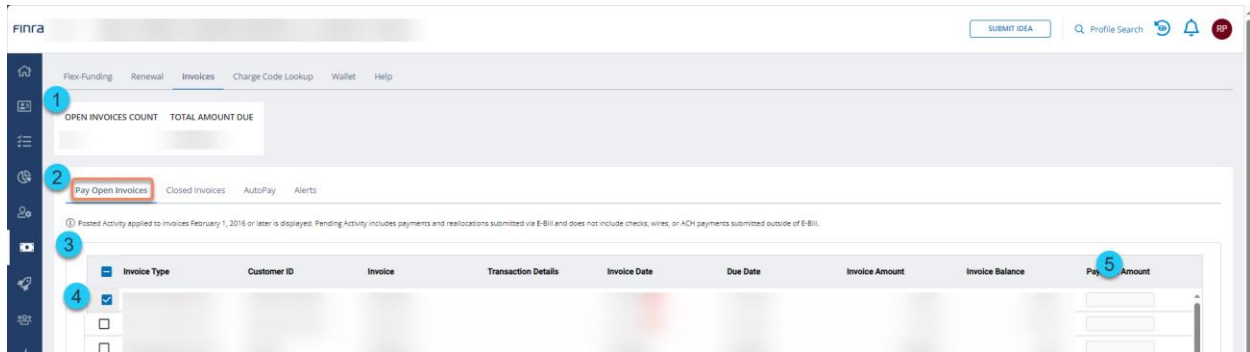 Finra
SUBMIT IDEA
Profile Search
RP
Flex-Funding Renewal Invoices Charge Code Lookup Wallet Help
1
OPEN INVOICES COUNT TOTAL AMOUNT DUE
2
Pay Open Invoices Closed Invoices AutoPay Alerts
Posted Activity applied to invoices February 1, 2016 or later is displayed. Pending Activity includes payments and reallocations submitted via E-Bill and does not include checks, wires, or ACH payments submitted outside of E-Bill.
3
5
Invoice Type Customer ID Invoice Transaction Details Invoice Date Due Date Invoice Amount Invoice Balance Amount
4